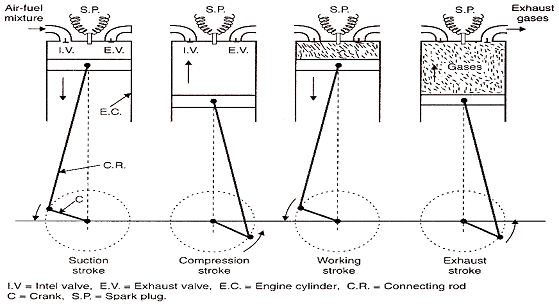 Air-fuel
mixture
S.P.
S.P.
S.P.
S.P.
Exhaust
gases
I.V.
E.V.
I.V.
E.V.
Gases
E.C.
C.R.
C
Suction
stroke
Compression
stroke
Working
stroke
Exhaust
stroke
I.V = Intel valve, E.V. = Exhaust valve, E.C. = Engine cylinder, C.R. = Connecting rod
C = Crank, S.P. = Spark plug.